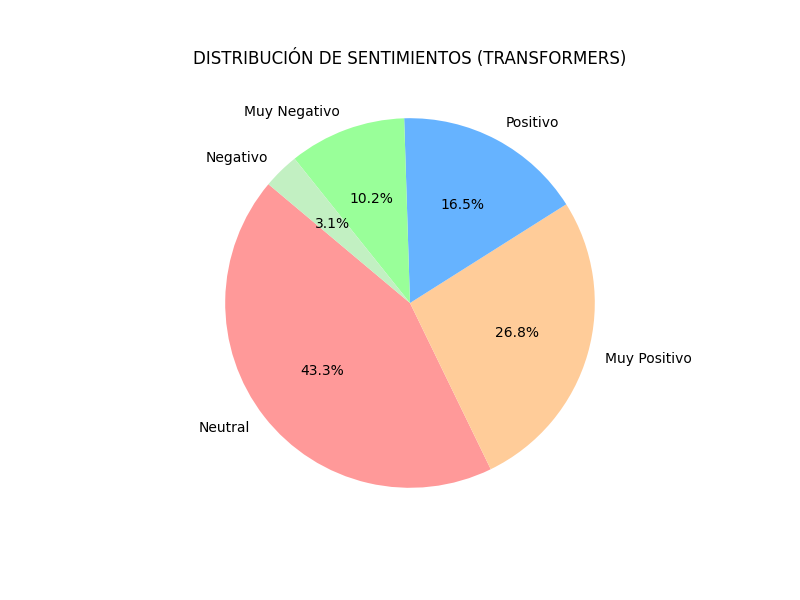 DISTRIBUCIÓN DE SENTIMIENTOS (TRANSFORMERS)
Muy Negativo
Positivo
Negativo
10.2%
16.5%
3.1%
26.8%
Muy Positivo
43.3%
Neutral